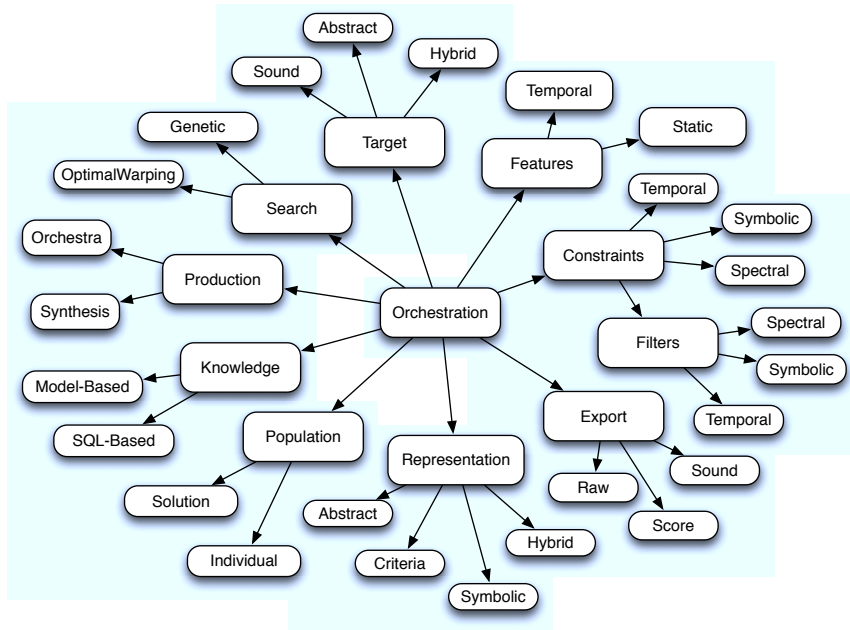 Abstract
Hybrid
Sound
Temporal
Genetic
Target
Static
Features
OptimalWarping
Temporal
Search
Symbolic
Orchestra
Constraints
Spectral
Production
Synthesis
Orchestration
Spectral
Filters
Knowledge
Symbolic
Model-Based
Export
Temporal
SQL-Based
Population
Representation
Sound
Raw
Solution
Abstract
Score
Hybrid
Individual
Criteria
Symbolic